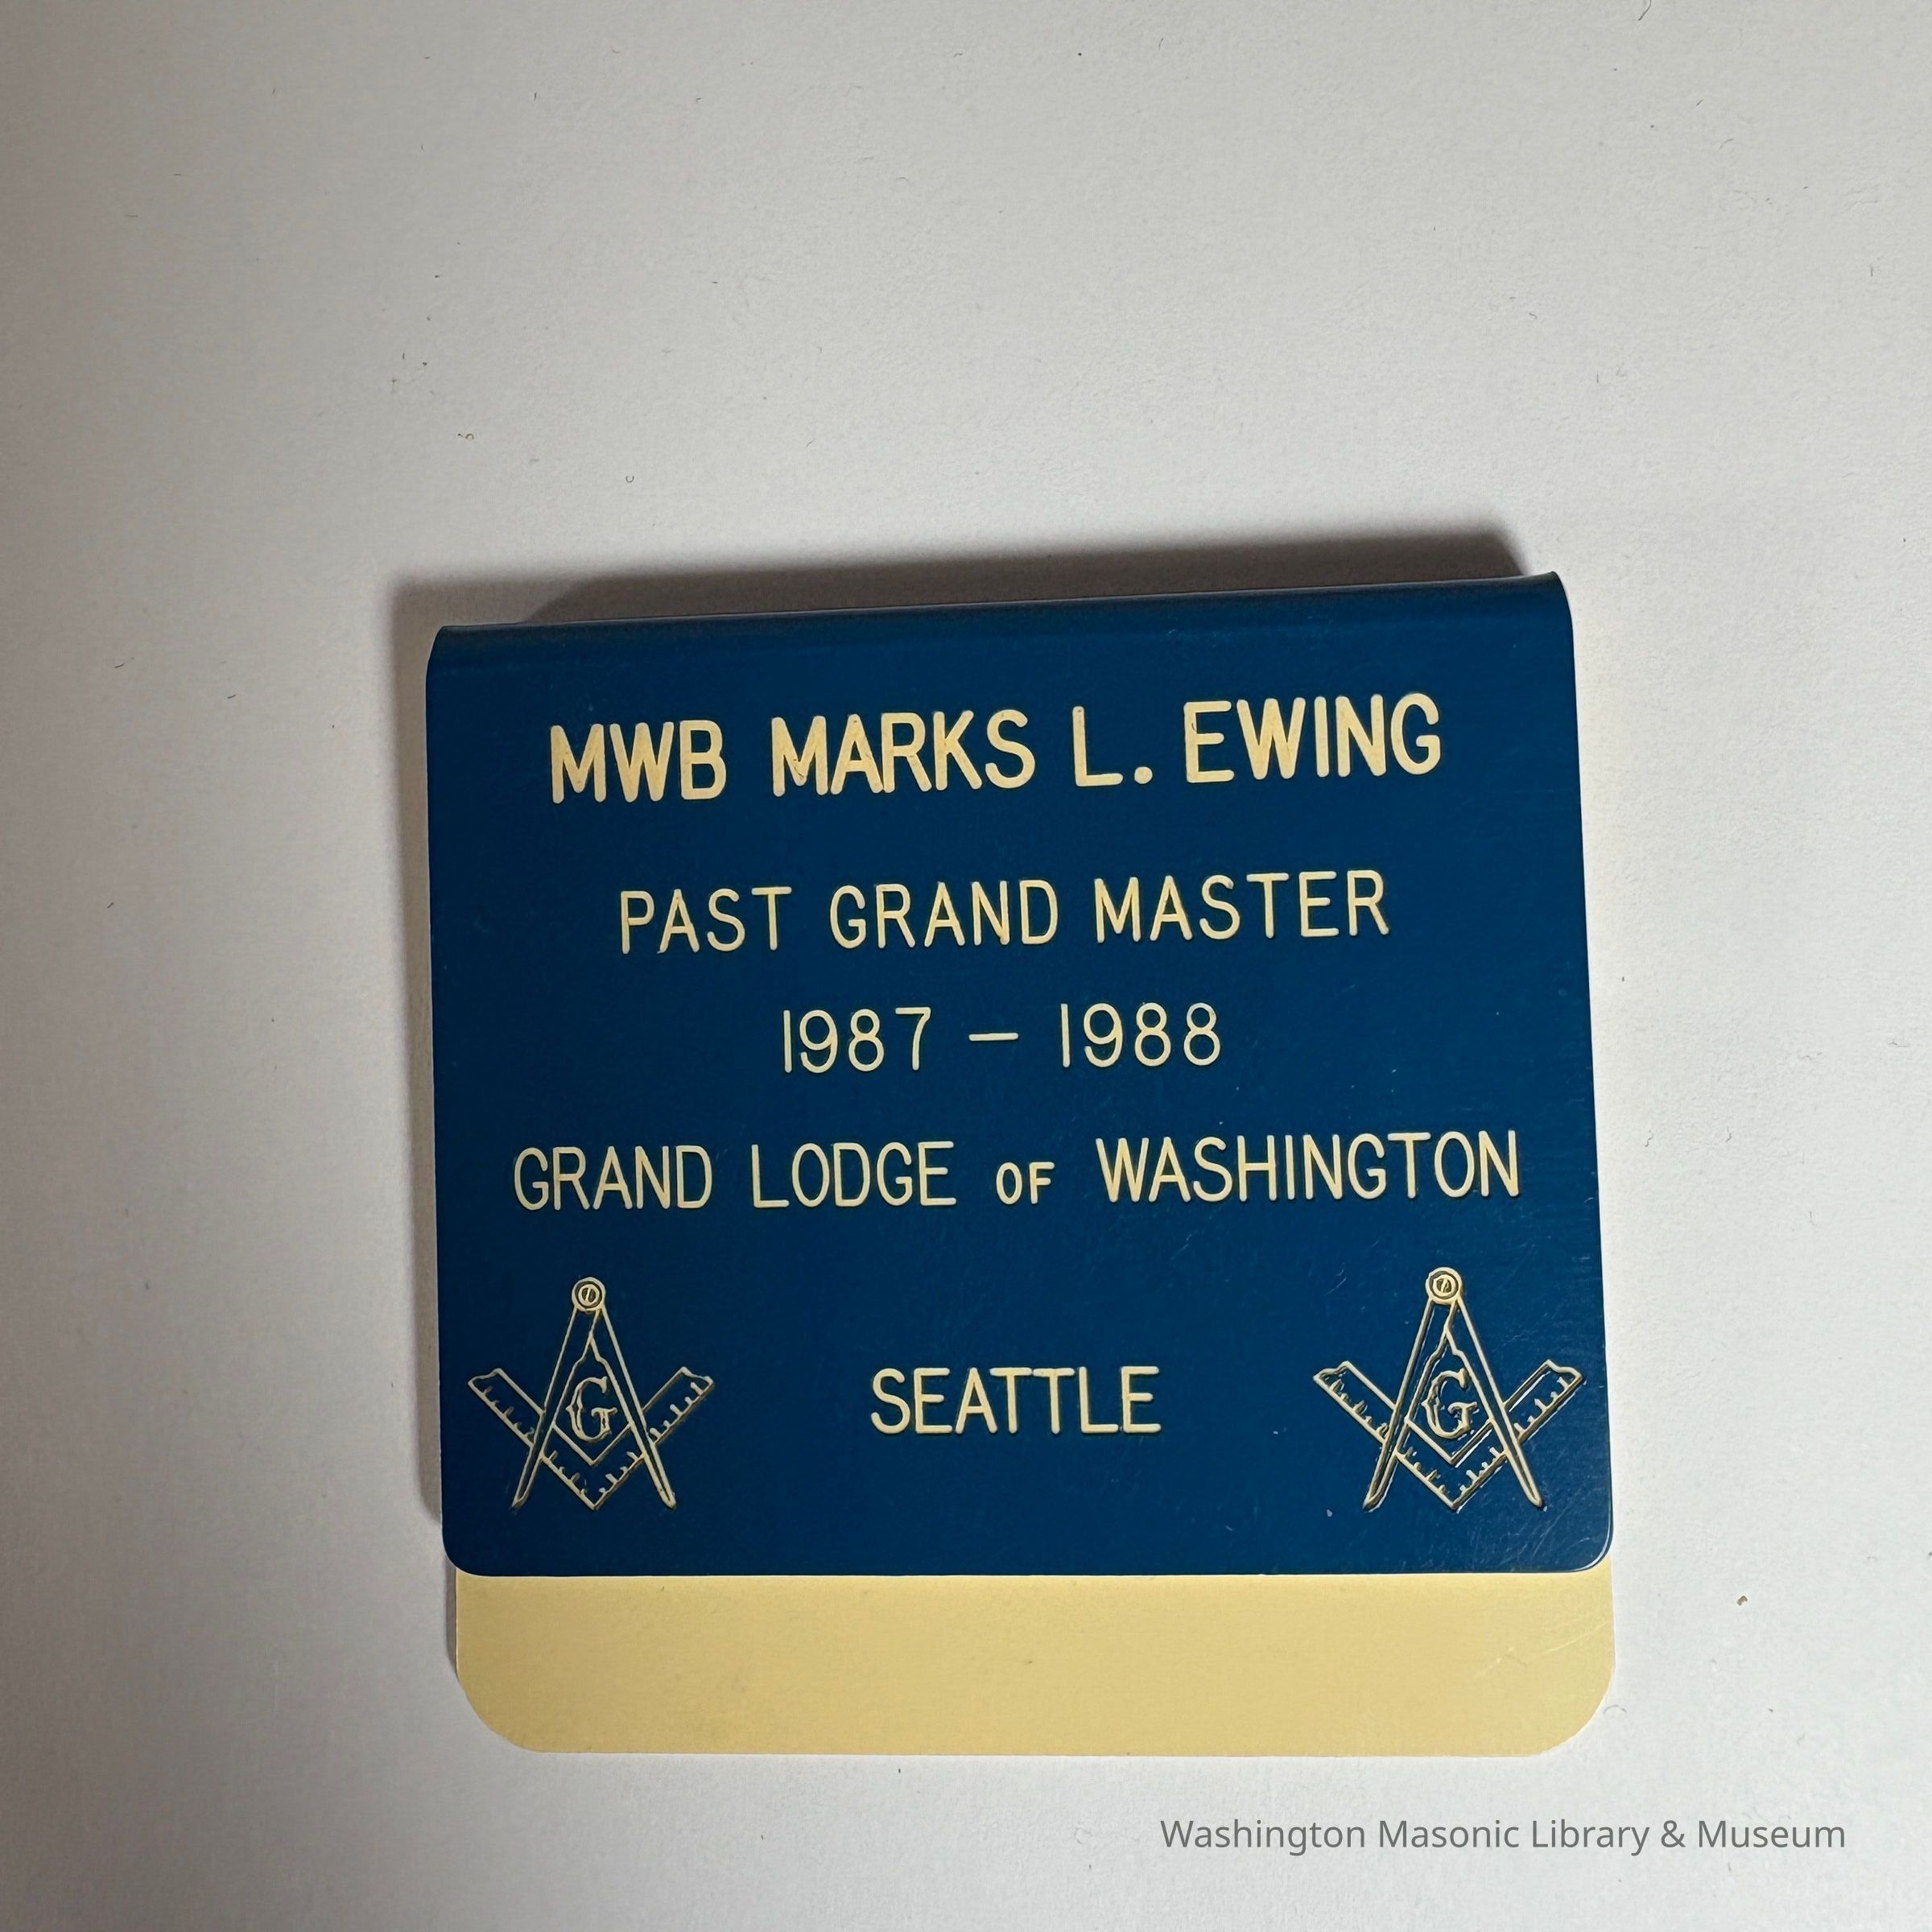 MWB MARKS L. EWING
PAST GRAND MASTER
1987 – 1988
GRAND LODGE OF WASHINGTON
G
SEATTLE
G
Washington Masonic Library & Museum